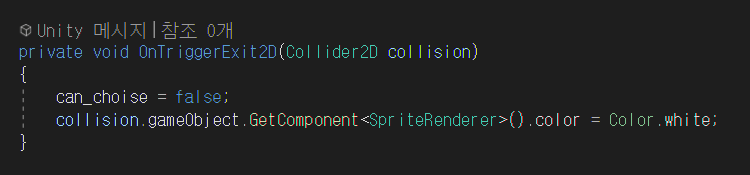 Unity 메시지 | 참조 0개
private void OnTriggerExit2D(Collider2D collision)
{
    can_choise = false;
    collision.gameObject.GetComponent<SpriteRenderer>().color = Color.white;
}